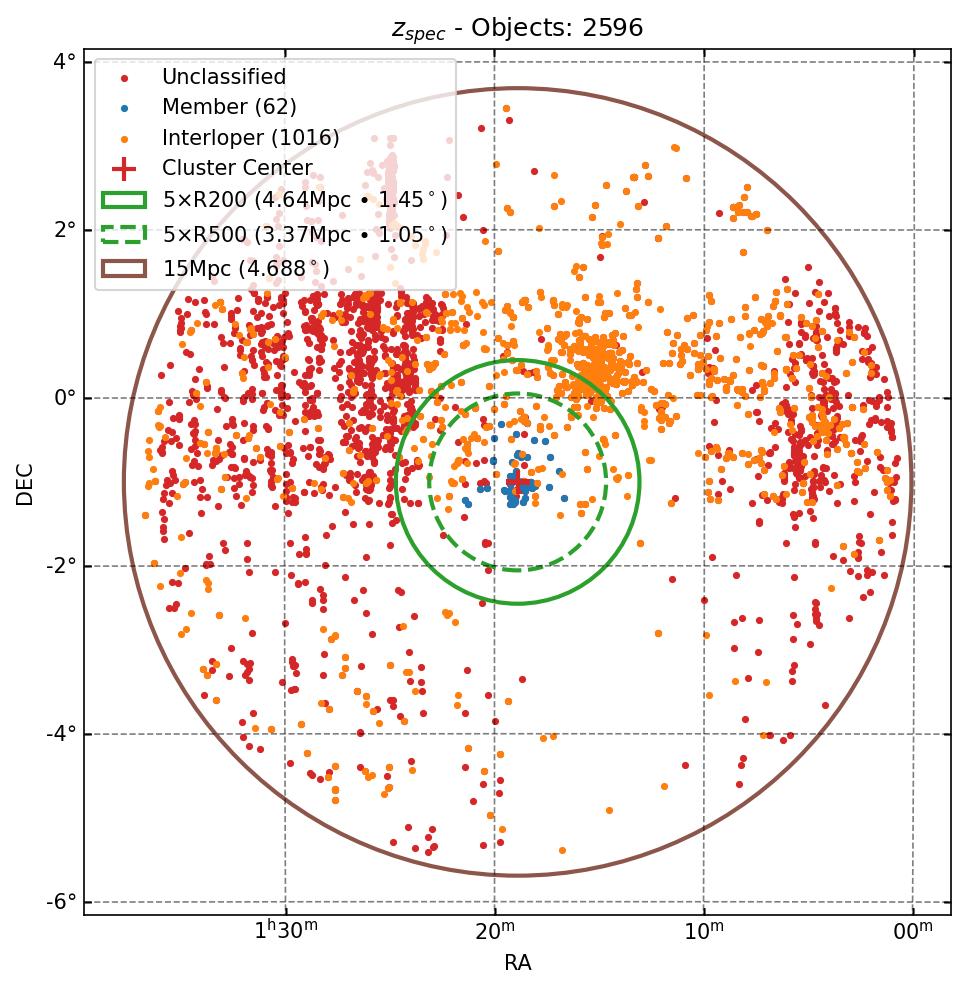 z_spec - Objects: 2596
4°
Unclassified
Member (62)
Interloper (1016)
Cluster Center
5×R200 (4.64Mpc • 1.45°)
2°
5×R500 (3.37Mpc • 1.05°)
15Mpc (4.688°)
0°
DEC
-2°
-4°
-6°
1ʰ30ᵐ 20ᵐ 10ᵐ 00ᵐ
RA